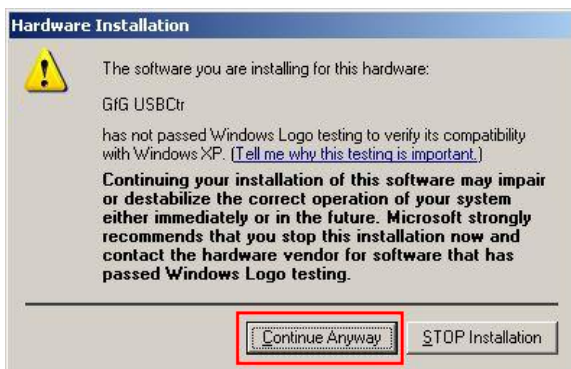 Hardware Installation
The software you are installing for this hardware:
GfG USBCtr
has not passed Windows Logo testing to verify its compatibility
with Windows XP. (Tell me why this testing is important.)
Continuing your installation of this software may impair
or destabilize the correct operation of your system
either immediately or in the future. Microsoft strongly
recommends that you stop this installation now and
contact the hardware vendor for software that has
passed Windows Logo testing.
Continue Anyway
STOP Installation